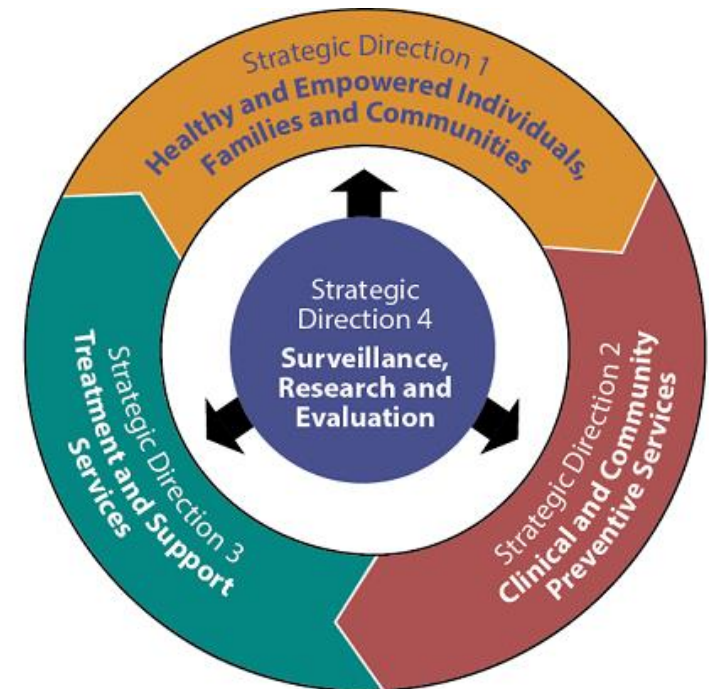 Strategic Direction 1
Healthy and Empowered Individuals,
Families and Communities
Strategic
Direction 4
Surveillance,
Research and
Evaluation
Strategic Direction 2
Clinical and Community
Preventive Services
Strategic Direction 3
Treatment and Support
Services